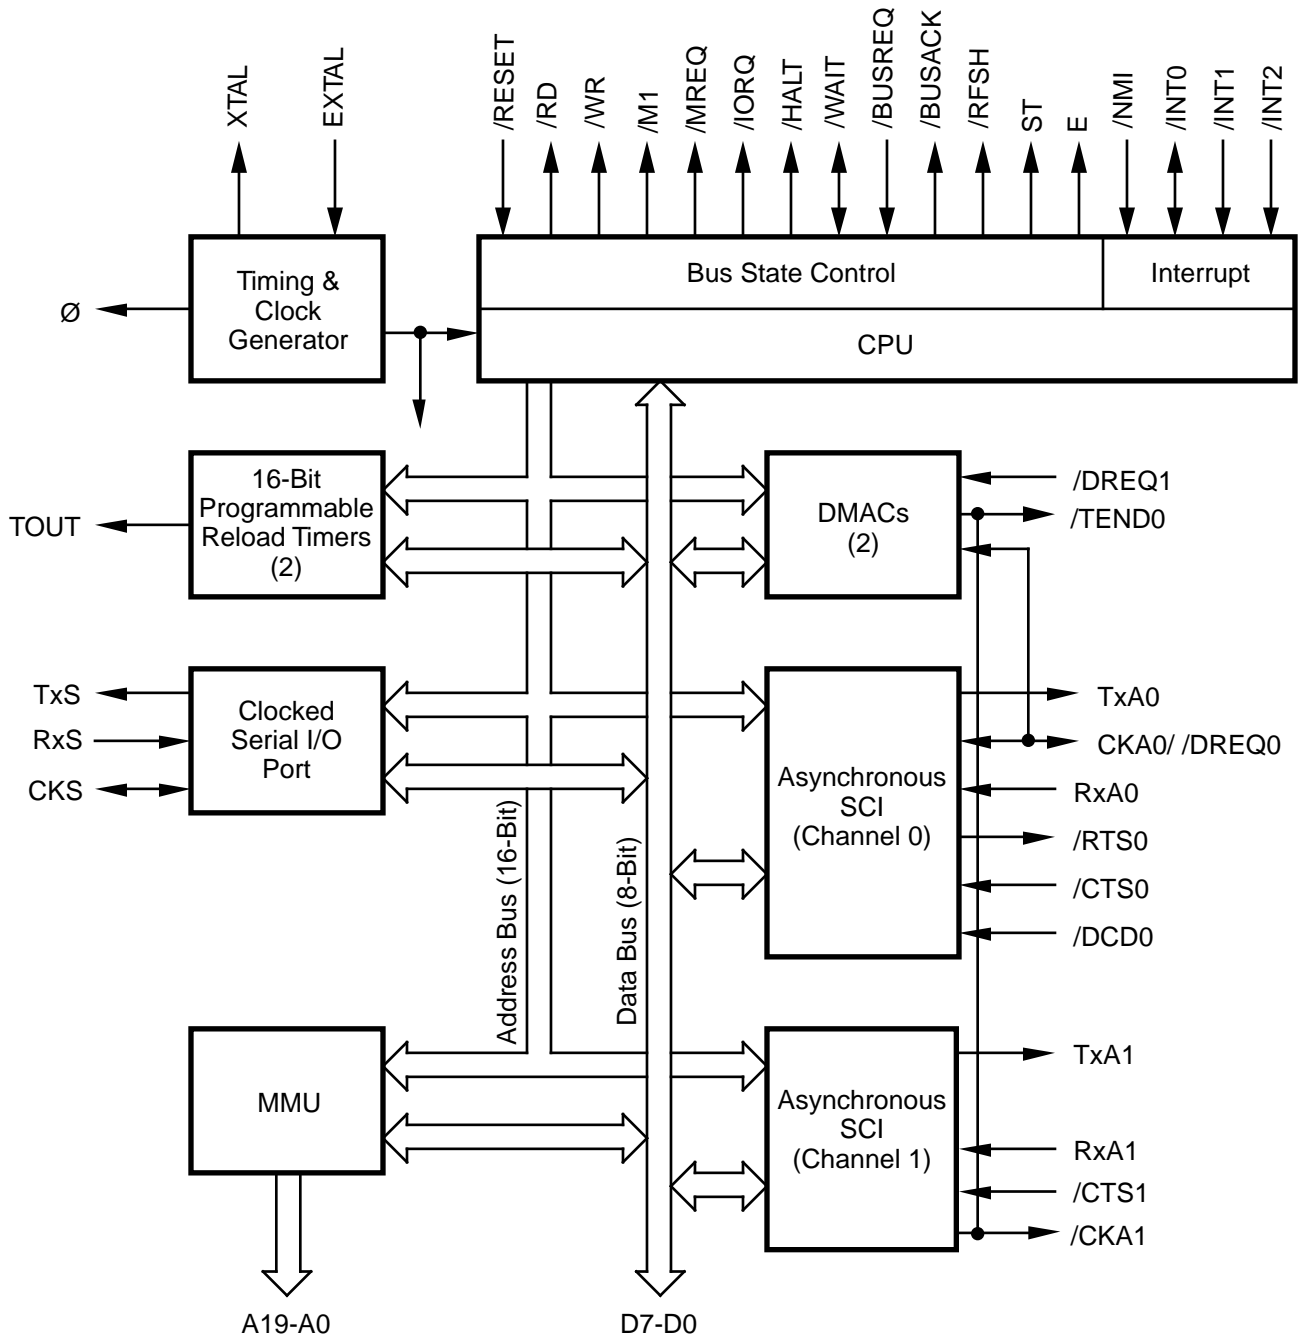 XTAL
EXTAL
/RESET
/RD
/WR
/M1
/MREQ
/IORQ
/HALT
/WAIT
/BUSREQ
/BUSACK
/RFSH
ST
E
/NMI
/INT0
/INT1
/INT2
Timing &
Clock
Generator
Ø
Bus State Control
Interrupt
CPU
16-Bit
Programmable
Reload Timers
(2)
TOUT
DMACs
(2)
/DREQ1
/TEND0
TxS
RxS
CKS
Clocked
Serial I/O
Port
Address Bus (16-Bit)
Data Bus (8-Bit)
Asynchronous
SCI
(Channel 0)
TxA0
CKA0/ /DREQ0
RxA0
/RTS0
/CTS0
/DCD0
MMU
Asynchronous
SCI
(Channel 1)
TxA1
RxA1
/CTS1
/CKA1
A19-A0
D7-D0